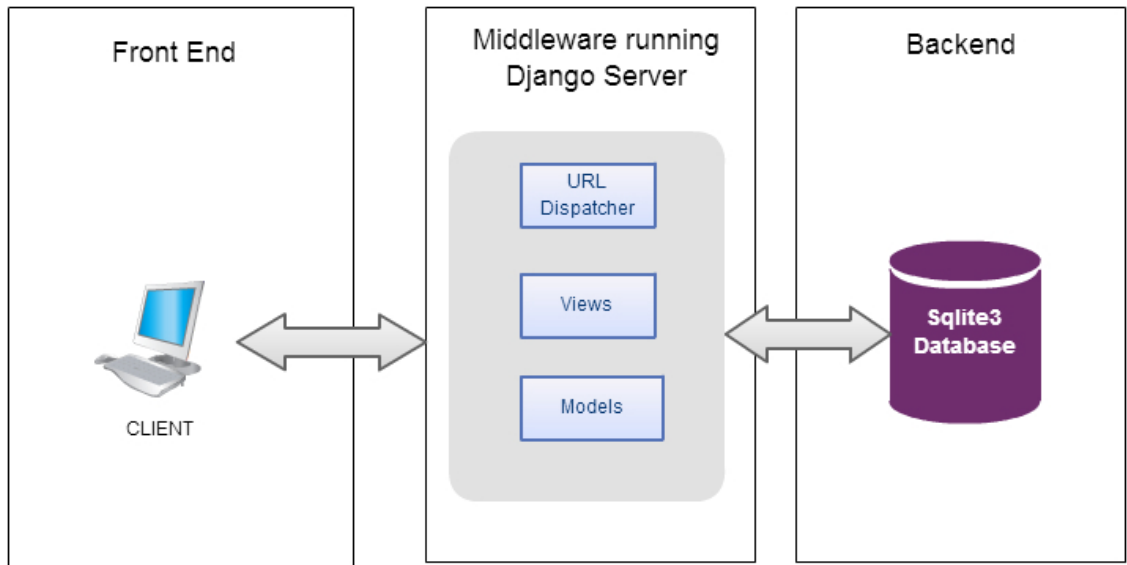 Front End
CLIENT
Middleware running
Django Server
URL
Dispatcher
Views
Models
Backend
Sqlite3
Database